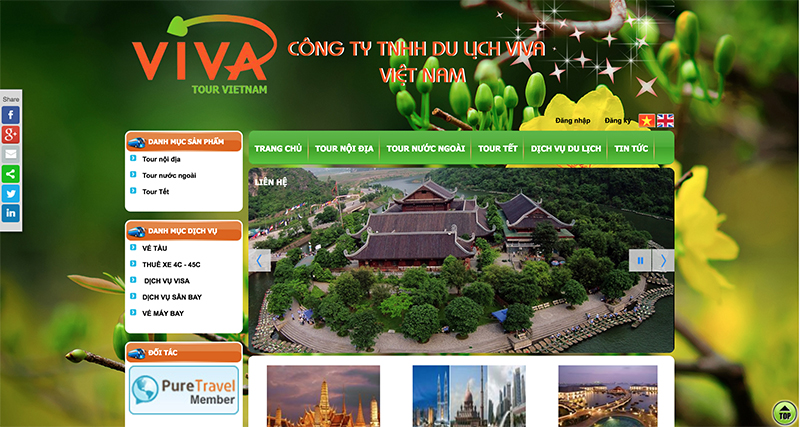 VIVA
TOUR VIETNAM
CÔNG TY TNHH DU LỊCH VIVA
VIỆT NAM
Share
Đăng nhập
Đăng ký
DANH MỤC SẢN PHẨM
Tour nội địa
Tour nước ngoài
Tour Tết
TRANG CHỦ
TOUR NỘI ĐỊA
TOUR NƯỚC NGOÀI
TOUR TẾT
DỊCH VỤ DU LỊCH
TIN TỨC
LIÊN HỆ
DANH MỤC DỊCH VỤ
VÉ TÀU
THUÊ XE 4C - 45C
DỊCH VỤ VISA
DỊCH VỤ SÂN BAY
VÉ MÁY BAY
ĐỐI TÁC
PureTravel
Member
TOP